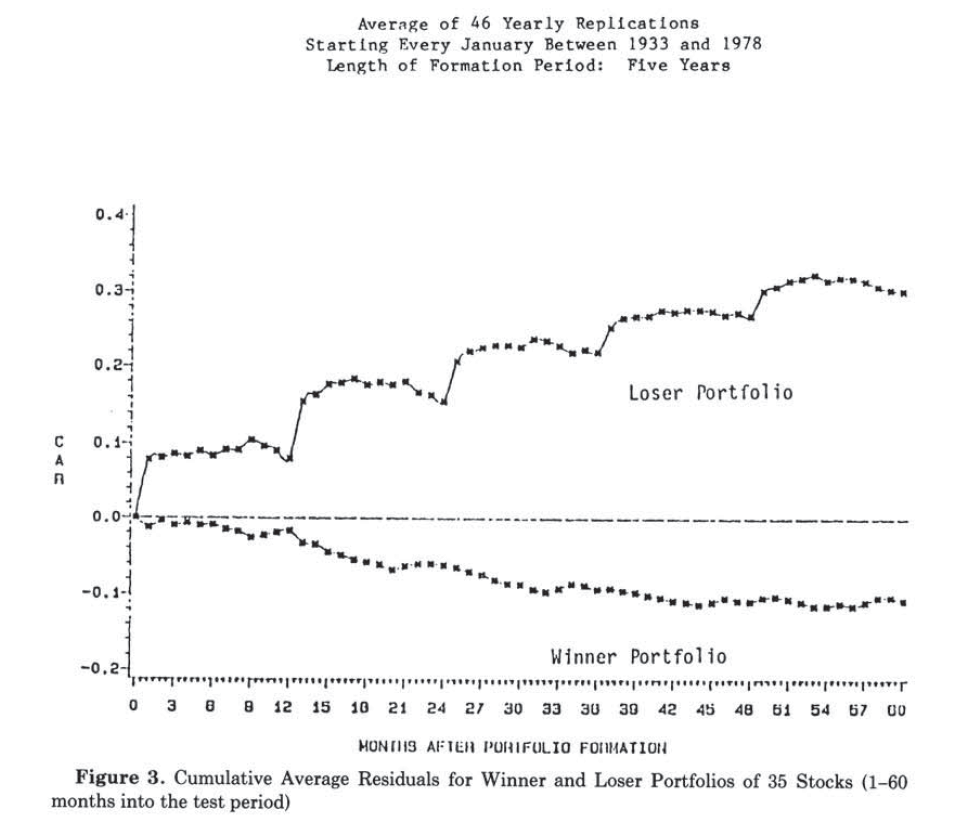 Average of 46 Yearly Replications
Starting Every January Between 1933 and 1978
Length of Formation Period: Five Years
0.4
0.3
0.2
0.1
0.0
-0.1
-0.2
CAR
Loser Portfolio
Winner Portfolio
0 3 6 9 12 15 18 21 24 27 30 33 36 39 42 45 48 51 54 57 60
MONTHS AFTER PORTFOLIO FORMATION
Figure 3. Cumulative Average Residuals for Winner and Loser Portfolios of 35 Stocks (1–60
months into the test period)